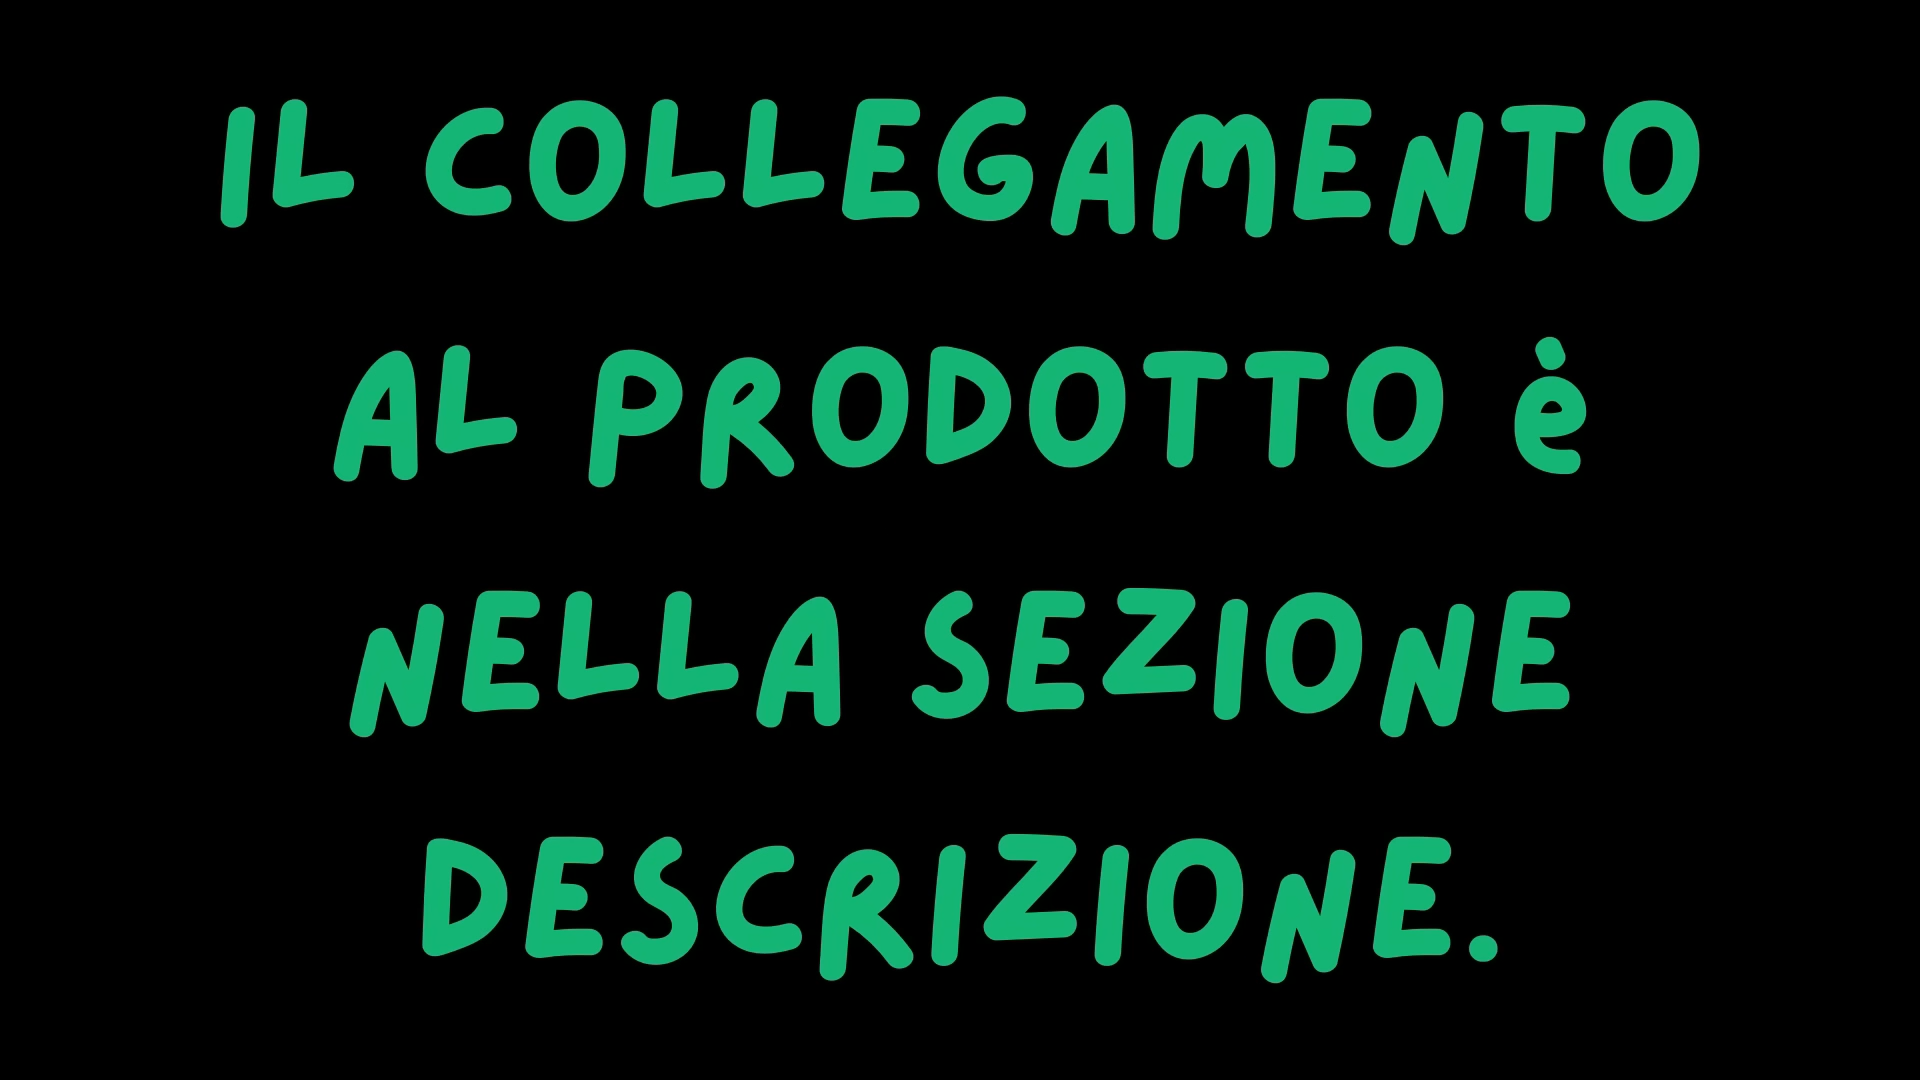 IL COLLEGAMENTO
AL PRODOTTO è
NELLA SEZIONE
DESCRIZIONE.